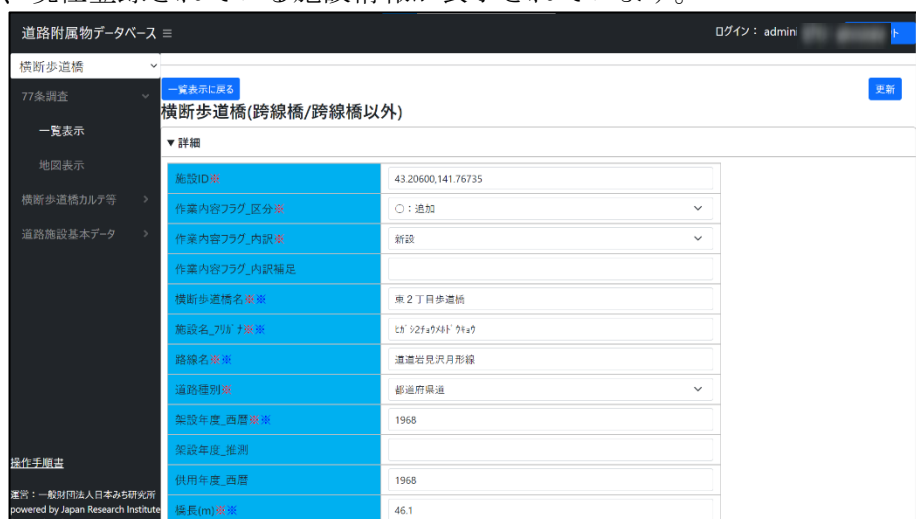 道路附属物データベース ≡
ログイン： admin
ト
横断歩道橋
77条調査
一覧表示
地図表示
横断歩道橋カルテ等
道路施設基本データ
操作手順書
運営：一般財団法人日本みち研究所
powered by Japan Research Institute
一覧表示に戻る
更新
横断歩道橋(跨線橋/跨線橋以外)
▼詳細
施設ID※ 43.20600,141.76735
作業内容フラグ_区分※ ○：追加
作業内容フラグ_内訳※ 新設
作業内容フラグ_内訳補足
横断歩道橋名※※ 東２丁目歩道橋
施設名_ﾌﾘｶﾞﾅ※※ ﾋｶﾞｼ2ﾁｮｳﾒﾎﾄﾞｳｷｮｳ
路線名※※ 道道岩見沢月形線
道路種別※ 都道府県道
架設年度_西暦※※ 1968
架設年度_推測
供用年度_西暦 1968
橋長(m)※※ 46.1